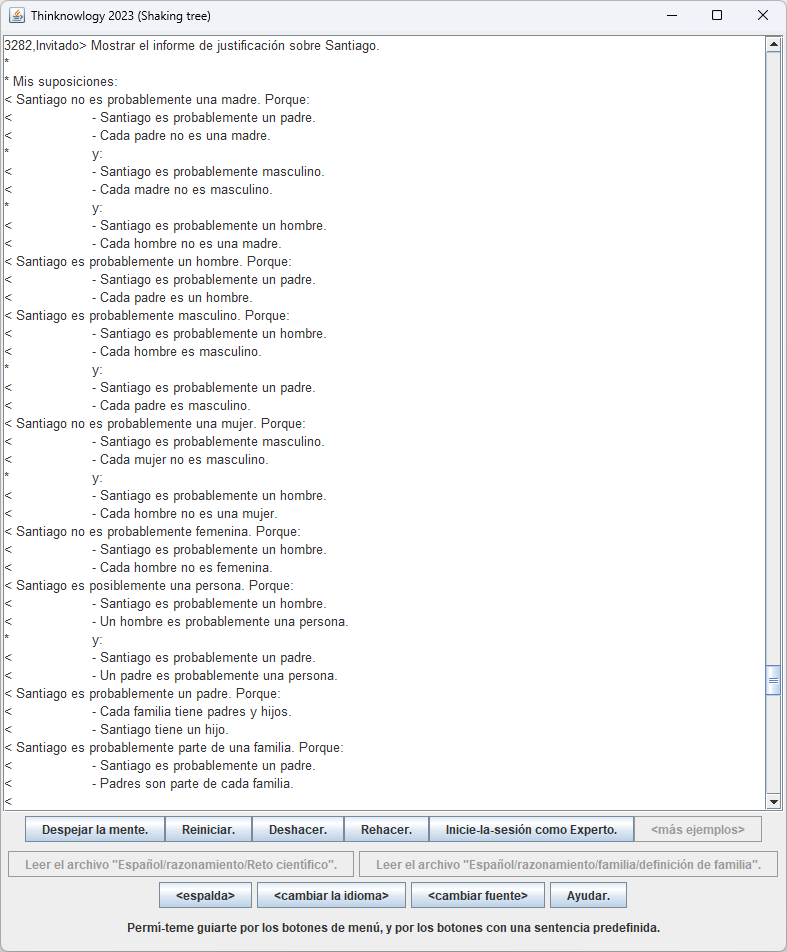 Thinknowlogy 2023 (Shaking tree)
3282,Invitado> Mostrar el informe de justificación sobre Santiago.
*
* Mis suposiciones:
< Santiago no es probablemente una madre. Porque:
< - Santiago es probablemente un padre.
< - Cada padre no es una madre.
* y:
< - Santiago es probablemente masculino.
< - Cada madre no es masculino.
* y:
< - Santiago es probablemente un hombre.
< - Cada hombre no es una madre.
< Santiago es probablemente un hombre. Porque:
< - Santiago es probablemente un padre.
< - Cada padre es un hombre.
< Santiago es probablemente masculino. Porque:
< - Santiago es probablemente un hombre.
< - Cada hombre es masculino.
* y:
< - Santiago es probablemente un padre.
< - Cada padre es masculino.
< Santiago no es probablemente una mujer. Porque:
< - Santiago es probablemente masculino.
< - Cada mujer no es masculino.
* y:
< - Santiago es probablemente un hombre.
< - Cada hombre no es una mujer.
< Santiago no es probablemente femenina. Porque:
< - Santiago es probablemente un hombre.
< - Cada hombre no es femenina.
< Santiago es posiblemente una persona. Porque:
< - Santiago es probablemente un hombre.
< - Un hombre es probablemente una persona.
* y:
< - Santiago es probablemente un padre.
< - Un padre es probablemente una persona.
< Santiago es probablemente un padre. Porque:
< - Cada familia tiene padres y hijos.
< - Santiago tiene un hijo.
< Santiago es probablemente parte de una familia. Porque:
< - Santiago es probablemente un padre.
< - Padres son parte de cada familia.
<
Despejar la mente. Reiniciar. Deshacer. Rehacer. Inicie-la-sesión como Experto. <más ejemplos>
Leer el archivo "Español/razonamiento/Reto científico". Leer el archivo "Español/razonamiento/familia/definición de familia".
<espalda> <cambiar la idioma> <cambiar fuente> Ayudar.
Permí-teme guiarte por los botones de menú, y por los botones con una sentencia predefinida.